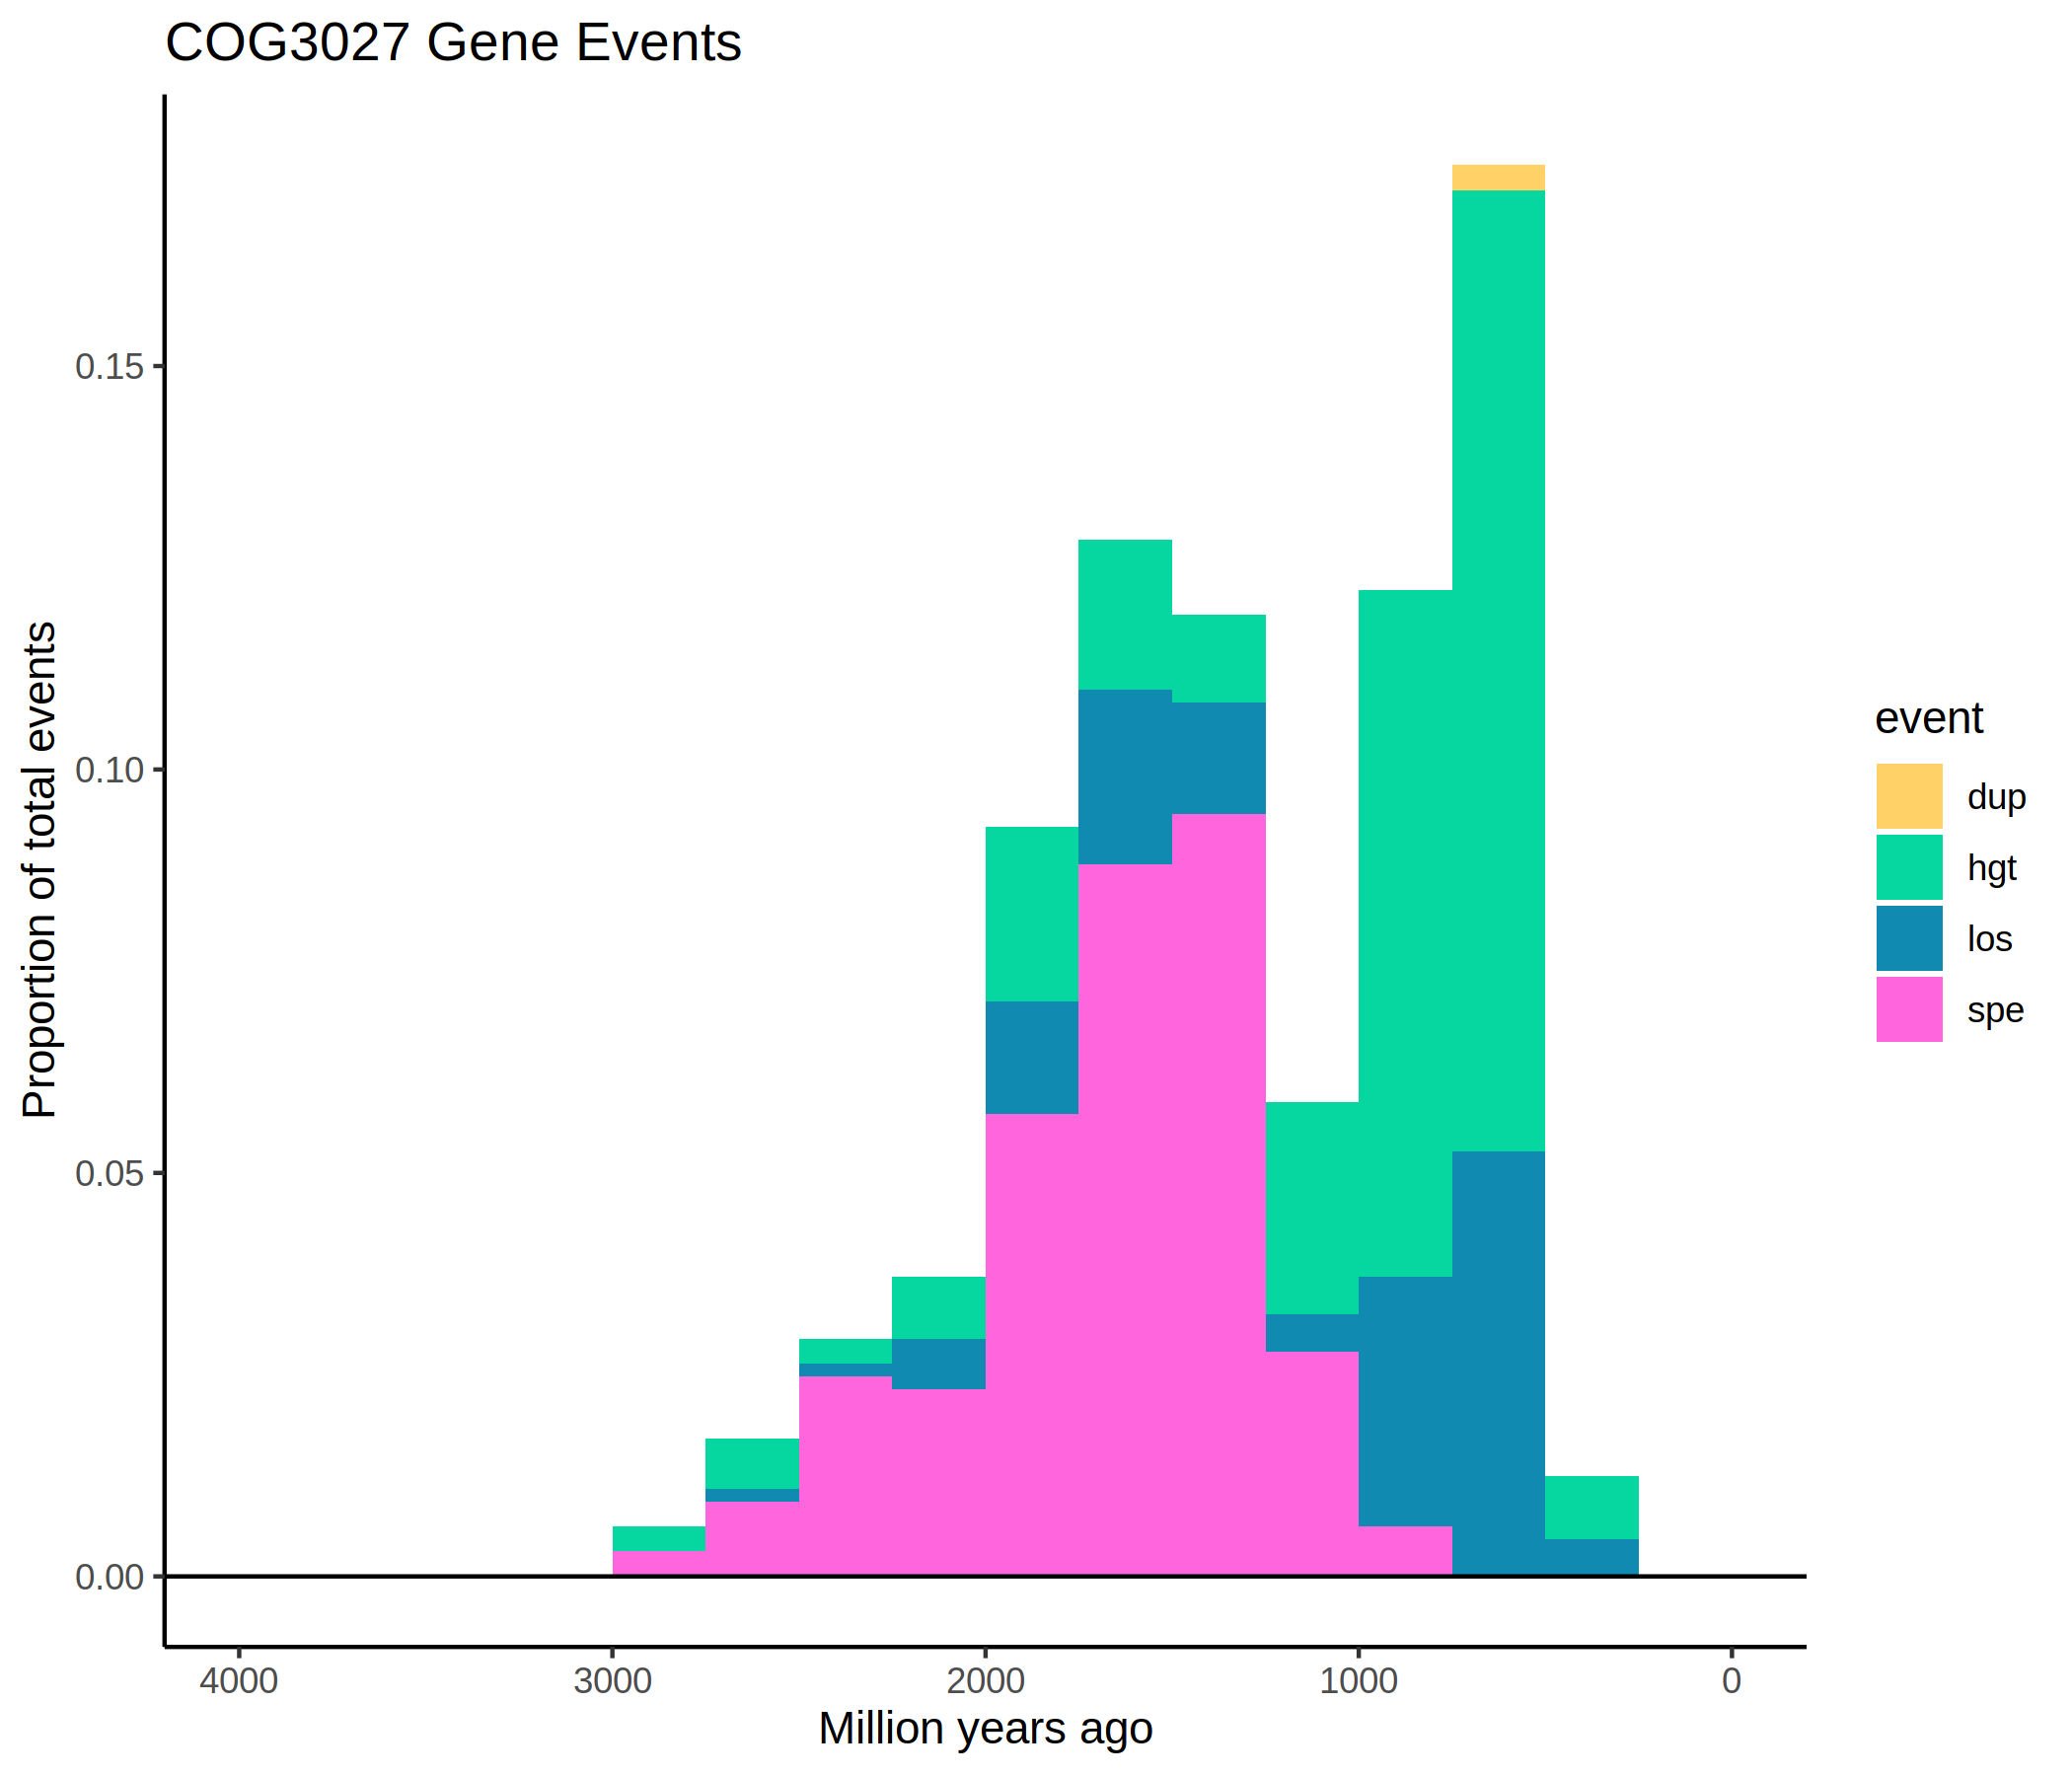 COG3027 Gene Events
Proportion of total events
0.15
0.10
0.05
0.00
4000 3000 2000 1000 0
Million years ago
event
dup
hgt
los
spe